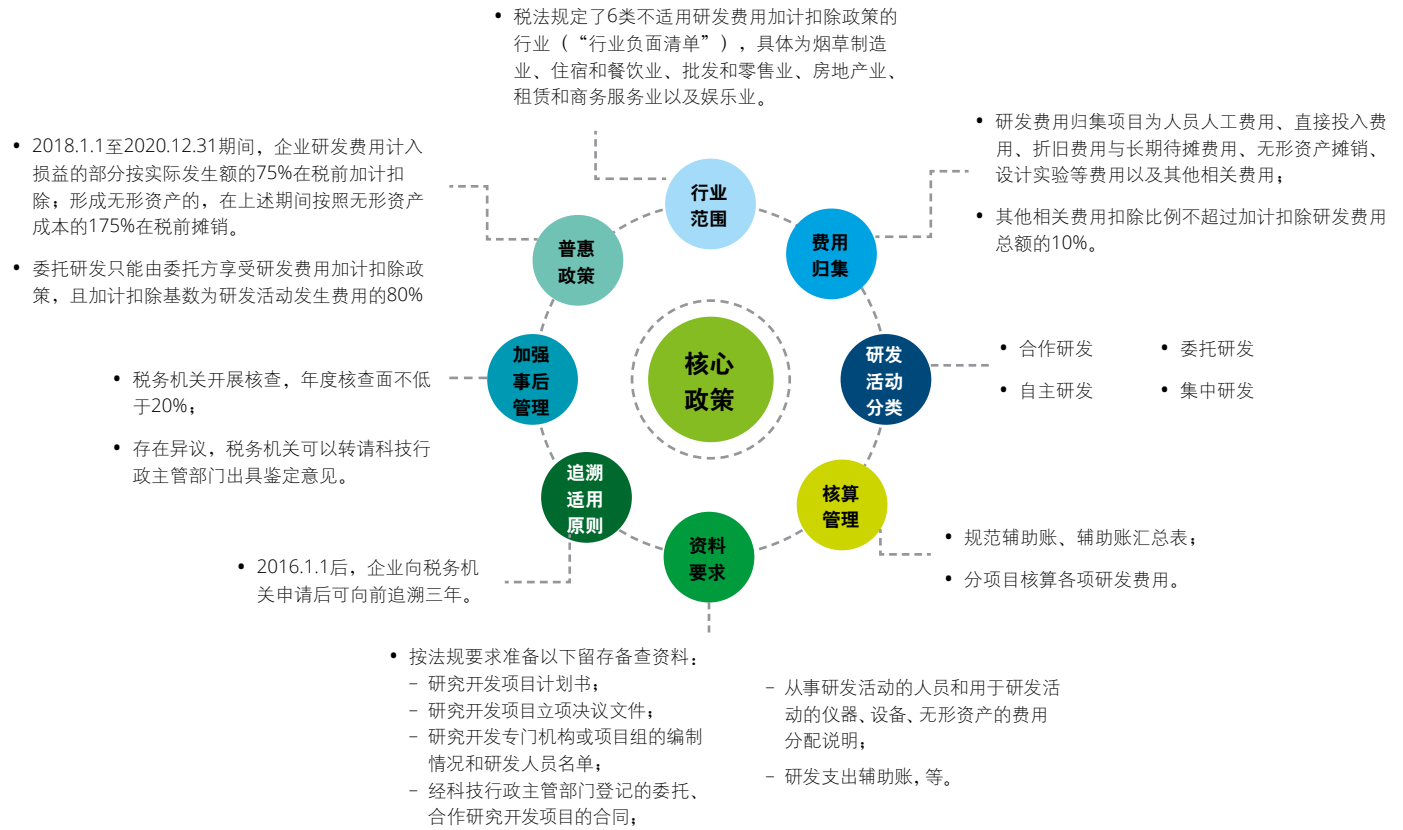 • 税法规定了6类不适用研发费用加计扣除政策的
行业（“行业负面清单”），具体为烟草制造
业、住宿和餐饮业、批发和零售业、房地产业、
租赁和商务服务业以及娱乐业。
• 2018.1.1至2020.12.31期间，企业研发费用计入
损益的部分按实际发生额的75%在税前加计扣
除；形成无形资产的，在上述期间按照无形资产
成本的175%在税前摊销。
• 委托研发只能由委托方享受研发费用加计扣除政
策，且加计扣除基数为研发活动发生费用的80%
• 研发费用归集项目为人员人工费用、直接投入费
用、折旧费用与长期待摊费用、无形资产摊销、
设计实验等费用以及其他相关费用；
• 其他相关费用扣除比例不超过加计扣除研发费用
总额的10%。
行业
范围
普惠
政策
费用
归集
加强
事后
管理
核心
政策
研发
活动
分类
• 合作研发
• 委托研发
• 自主研发
• 集中研发
• 税务机关开展核查，年度核查面不低
于20%；
• 存在异议，税务机关可以转请科技行
政主管部门出具鉴定意见。
追溯
适用
原则
核算
管理
资料
要求
• 规范辅助账、辅助账汇总表；
• 分项目核算各项研发费用。
• 2016.1.1后，企业向税务机
关申请后可向前追溯三年。
• 按法规要求准备以下留存备查资料：
– 研究开发项目计划书；
– 研究开发项目立项决议文件；
– 研究开发专门机构或项目组的编制
情况和研发人员名单；
– 经科技行政主管部门登记的委托、
合作研究开发项目的合同；
– 从事研发活动的人员和用于研发活
动的仪器、设备、无形资产的费用
分配说明；
– 研发支出辅助账，等。